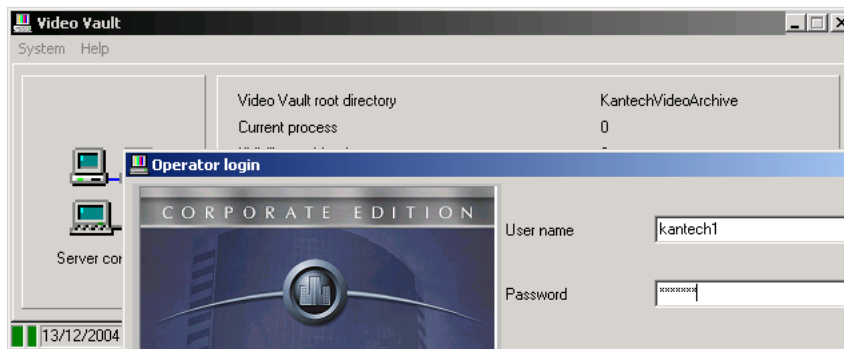 Video Vault
System Help
Video Vault root directory KantechVideoArchive
Current process 0
Operator login
CORPORATE EDITION
User name kantech1
Password *******
Server
13/12/2004